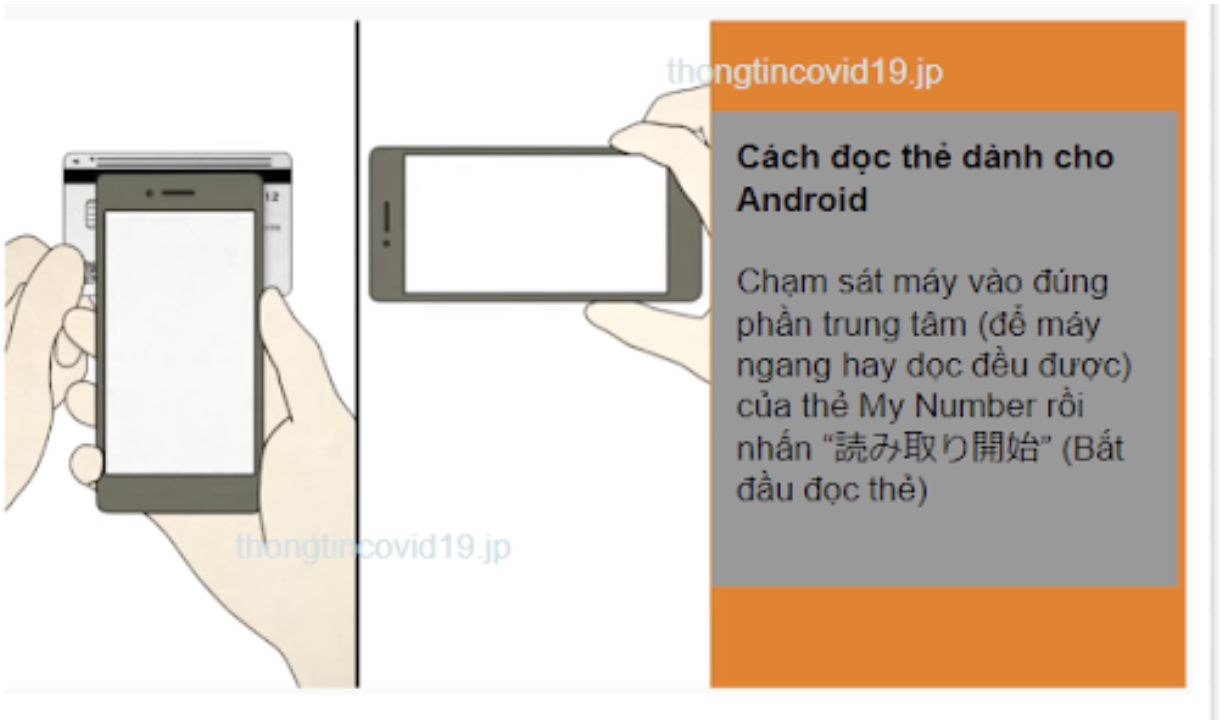 thongtincovid19.jp
Cách đọc thẻ dành cho
Android
Chạm sát máy vào đúng
phần trung tâm (để máy
ngang hay dọc đều được)
của thẻ My Number rồi
nhấn “読み取り開始” (Bắt
đầu đọc thẻ)
12
thongtincovid19.jp